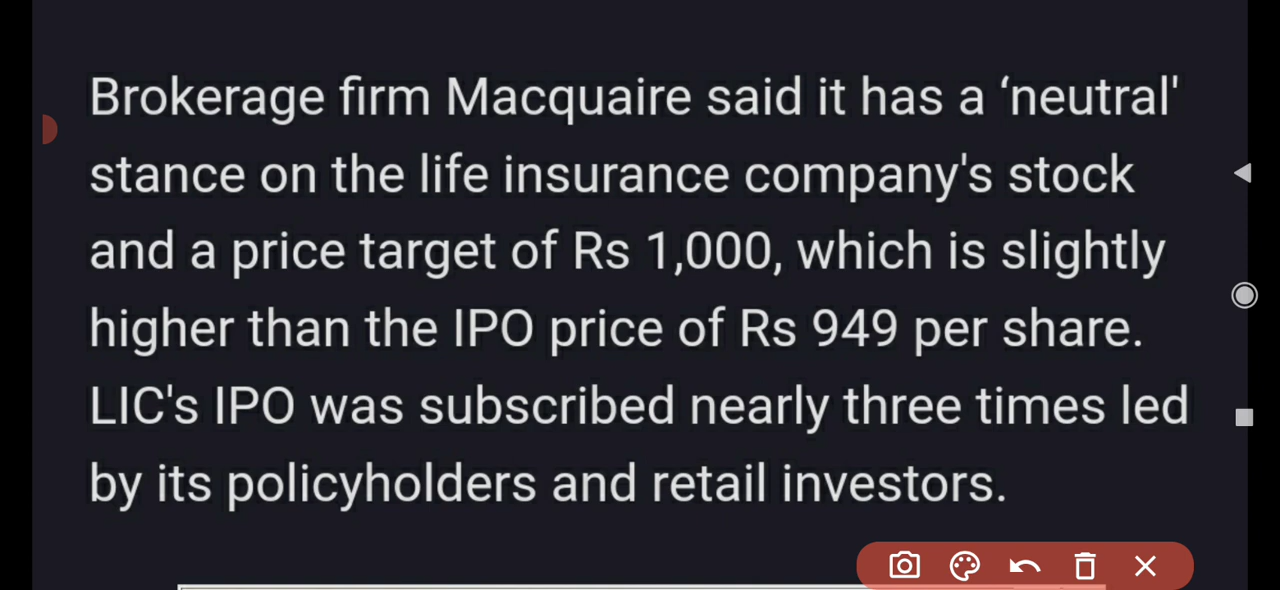 Brokerage firm Macquaire said it has a ‘neutral'
stance on the life insurance company's stock
and a price target of Rs 1,000, which is slightly
higher than the IPO price of Rs 949 per share.
LIC's IPO was subscribed nearly three times led
by its policyholders and retail investors.